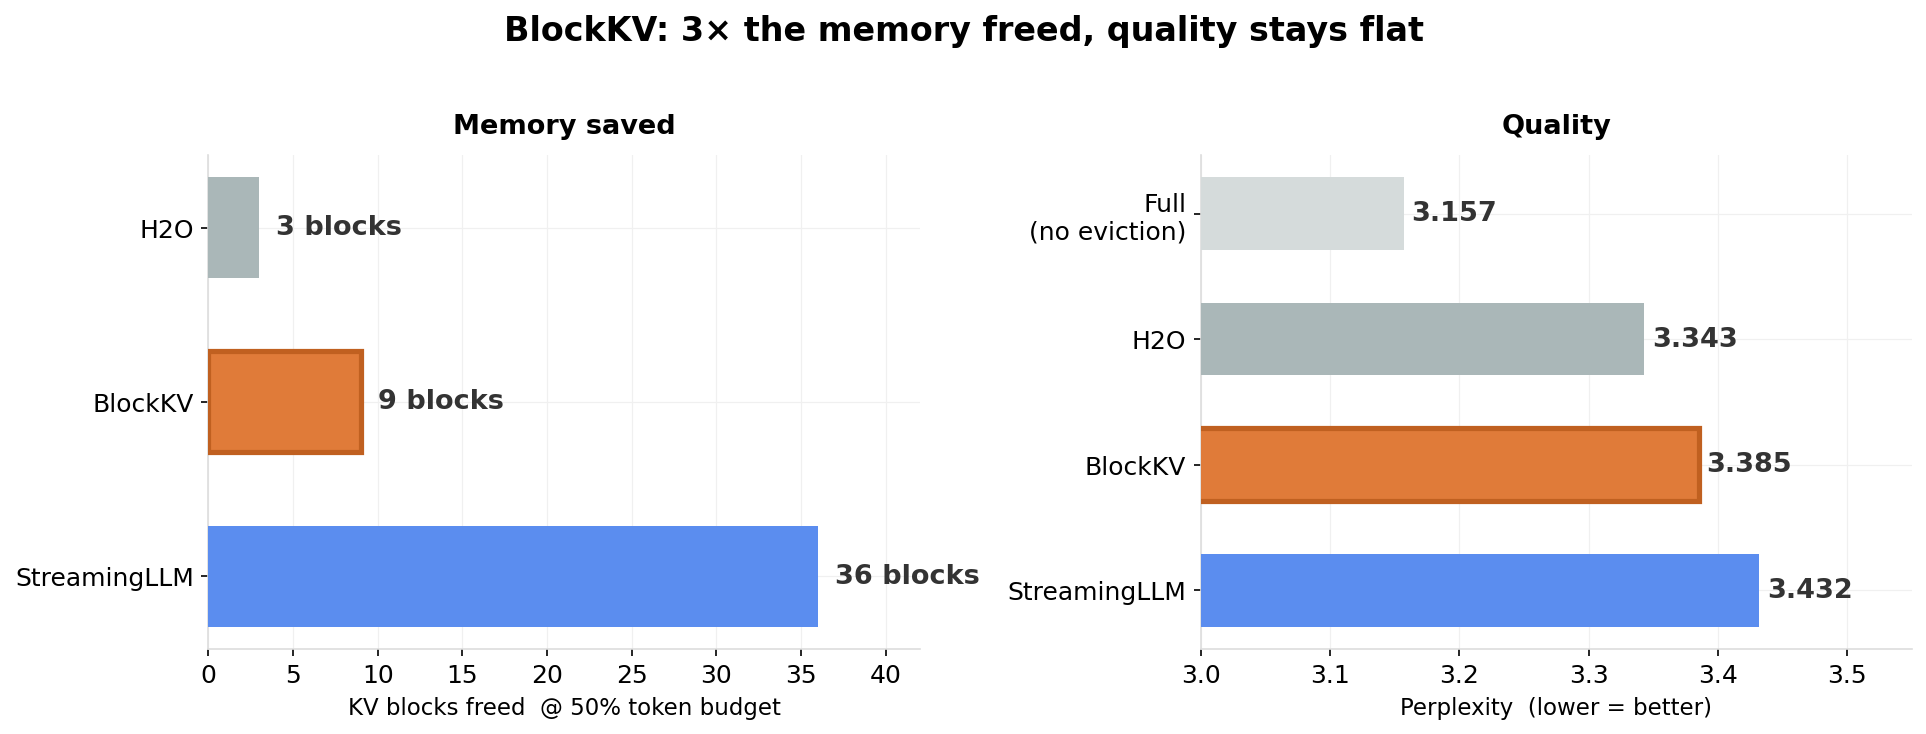 BlockKV: 3× the memory freed, quality stays flat
Memory saved
H2O
3 blocks
BlockKV
9 blocks
StreamingLLM
36 blocks
0 5 10 15 20 25 30 35 40
KV blocks freed @ 50% token budget
Quality
Full
(no eviction)
3.157
H2O
3.343
BlockKV
3.385
StreamingLLM
3.432
3.0 3.1 3.2 3.3 3.4 3.5
Perplexity (lower = better)